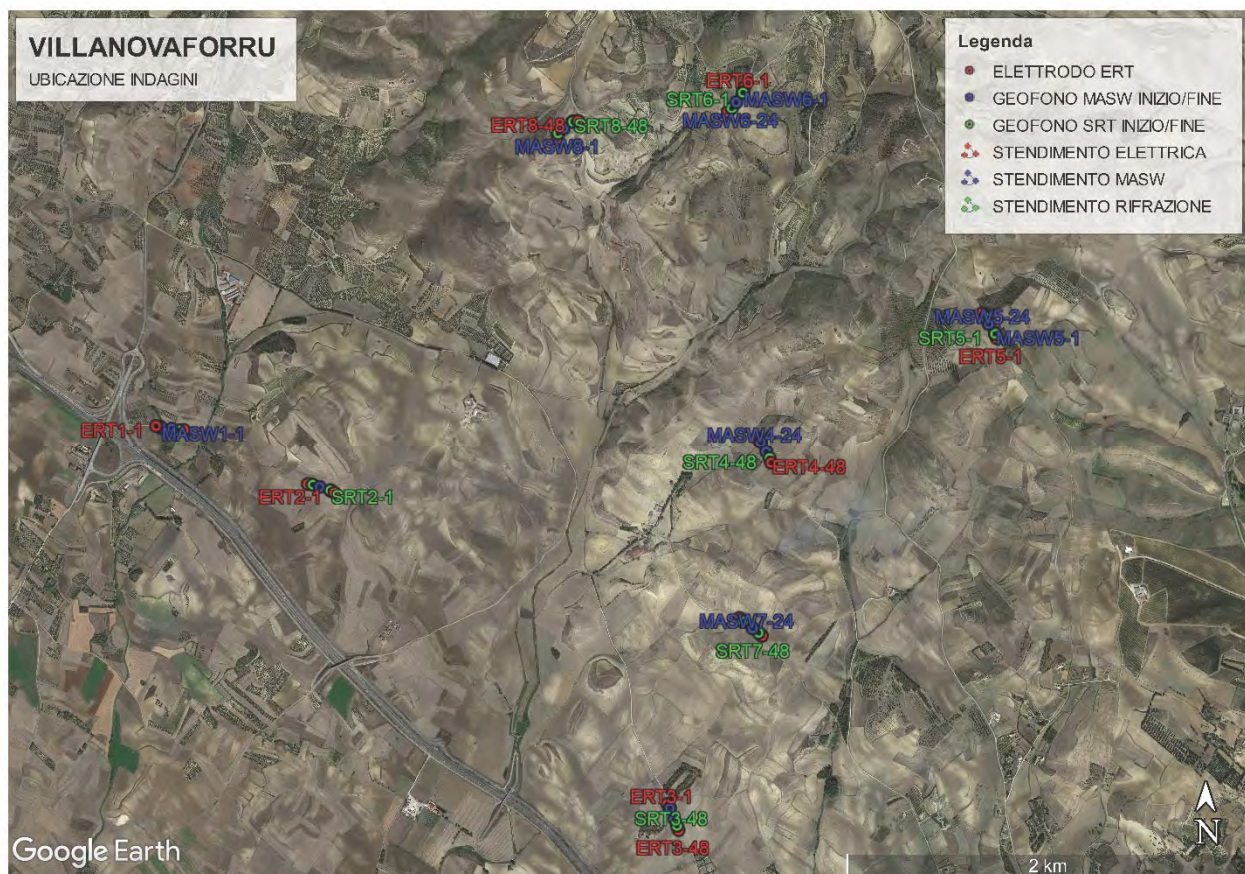 VILLANOVAFORRU
UBICAZIONE INDAGINI
Legenda
ELETTRODO ERT
GEOFONO MASW INIZIO/FINE
GEOFONO SRT INIZIO/FINE
STENDIMENTO ELETTRICA
STENDIMENTO MASW
STENDIMENTO RIFRAZIONE
ERT6-1
SRT6-1
MASW6-1
MASW6-24
ERT8-48
SRT8-48
MASW8-1
MASW5-24
SRT5-1
MASW5-1
ERT5-1
ERT1-1
MASW1-1
MASW4-24
SRT4-48
ERT4-48
ERT2-1
SRT2-1
MASW7-24
SRT7-48
ERT3-1
SRT3-48
ERT3-48
N
Google Earth
2 km